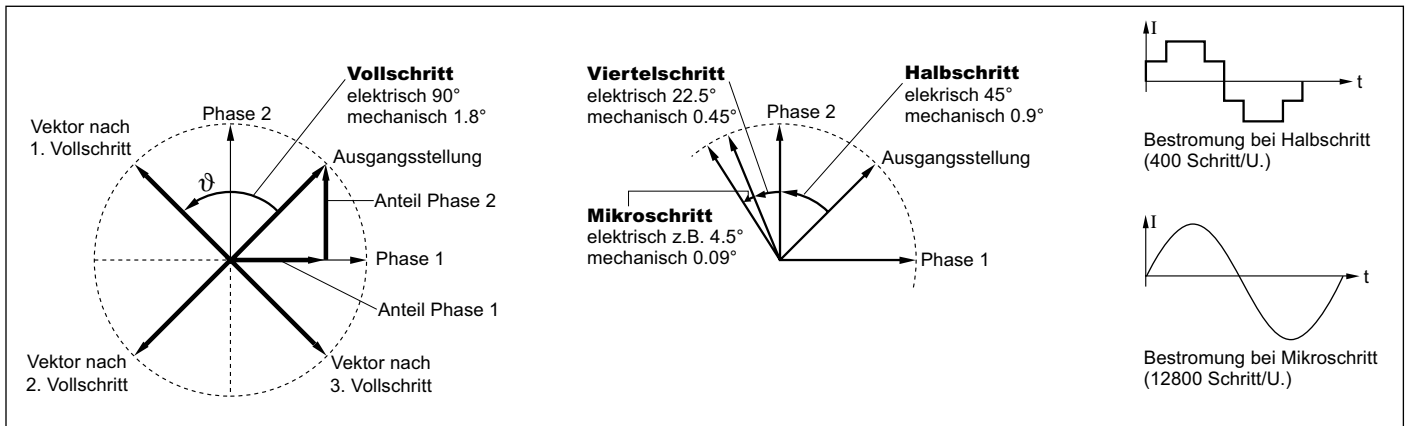 Vollschritt
elektrisch 90°
mechanisch 1.8°
Phase 2
Vektor nach
1. Vollschritt
Ausgangsstellung
ϑ
Anteil Phase 2
Phase 1
Anteil Phase 1
Vektor nach
2. Vollschritt
Vektor nach
3. Vollschritt
Viertelschritt
elektrisch 22.5°
mechanisch 0.45°
Halbschritt
elekrisch 45°
mechanisch 0.9°
Phase 2
Ausgangsstellung
Mikroschritt
elektrisch z.B. 4.5°
mechanisch 0.09°
Phase 1
I
t
Bestromung bei Halbschritt
(400 Schritt/U.)
I
t
Bestromung bei Mikroschritt
(12800 Schritt/U.)